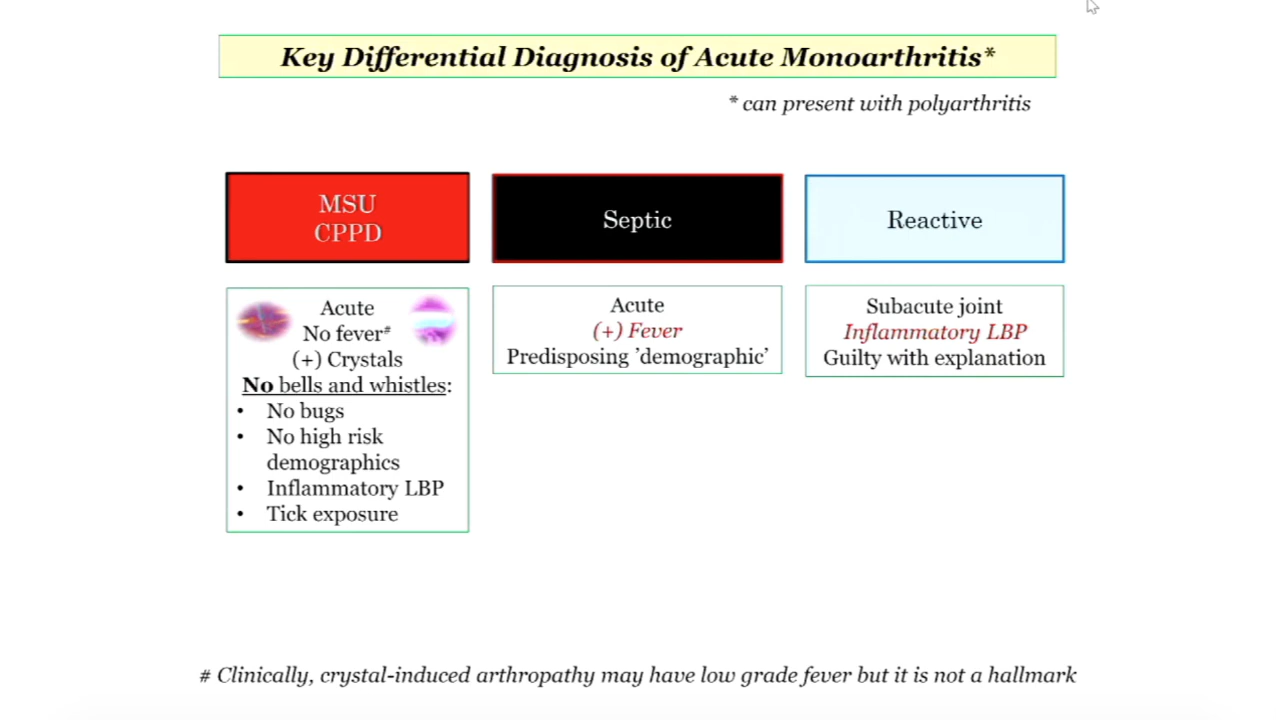 Key Differential Diagnosis of Acute Monoarthritis*
* can present with polyarthritis
MSU
CPPD
Septic
Reactive
Acute
No fever#
(+) Crystals
No bells and whistles:
• No bugs
• No high risk
demographics
• Inflammatory LBP
• Tick exposure
Acute
(+) Fever
Predisposing 'demographic'
Subacute joint
Inflammatory LBP
Guilty with explanation
# Clinically, crystal-induced arthropathy may have low grade fever but it is not a hallmark